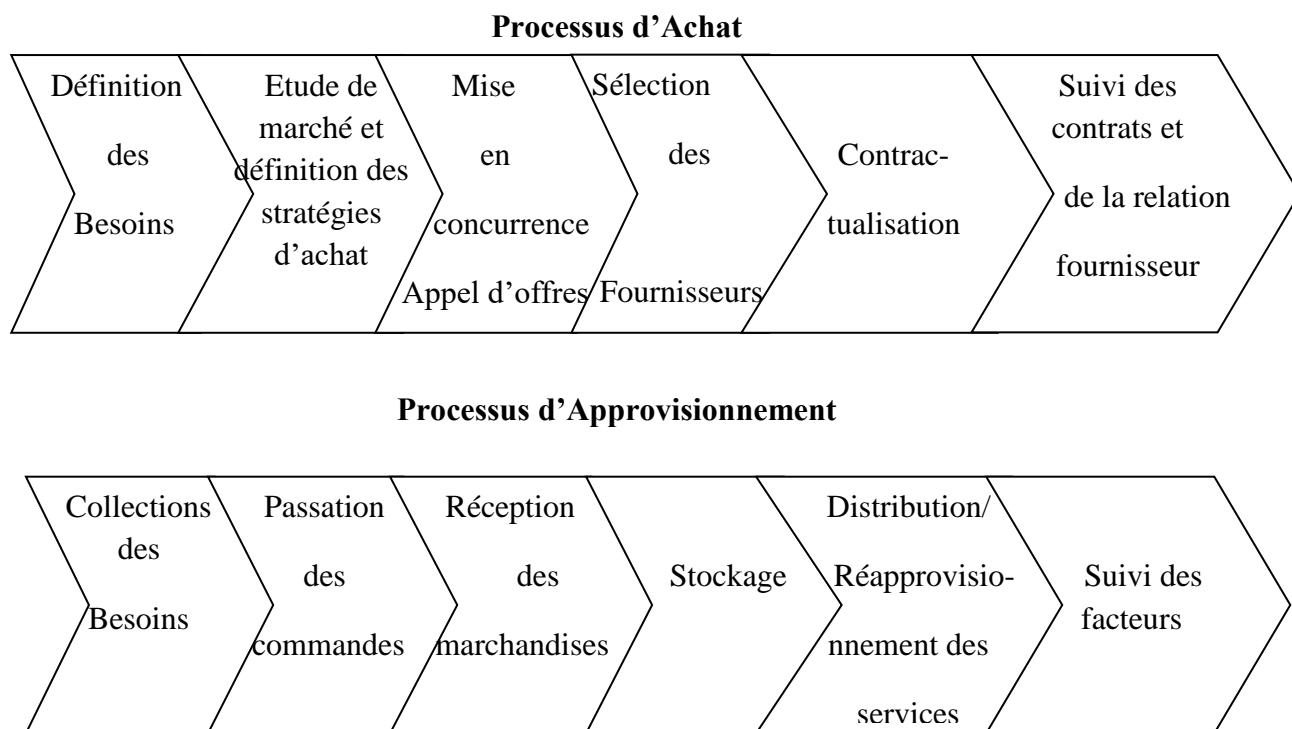 Processus d'Achat
Définition
des
Besoins
Etude de
marché et
définition des
stratégies
d'achat
Mise
en
concurrence
Appel d'offres
Sélection
des
Fournisseurs
Contrac-
tualisation
Suivi des
contrats et
de la relation
fournisseur
Processus d'Approvisionnement
Collections
des
Besoins
Passation
des
commandes
Réception
des
marchandises
Stockage
Distribution/
Réapprovisio-
nnement des
services
Suivi des
facteurs